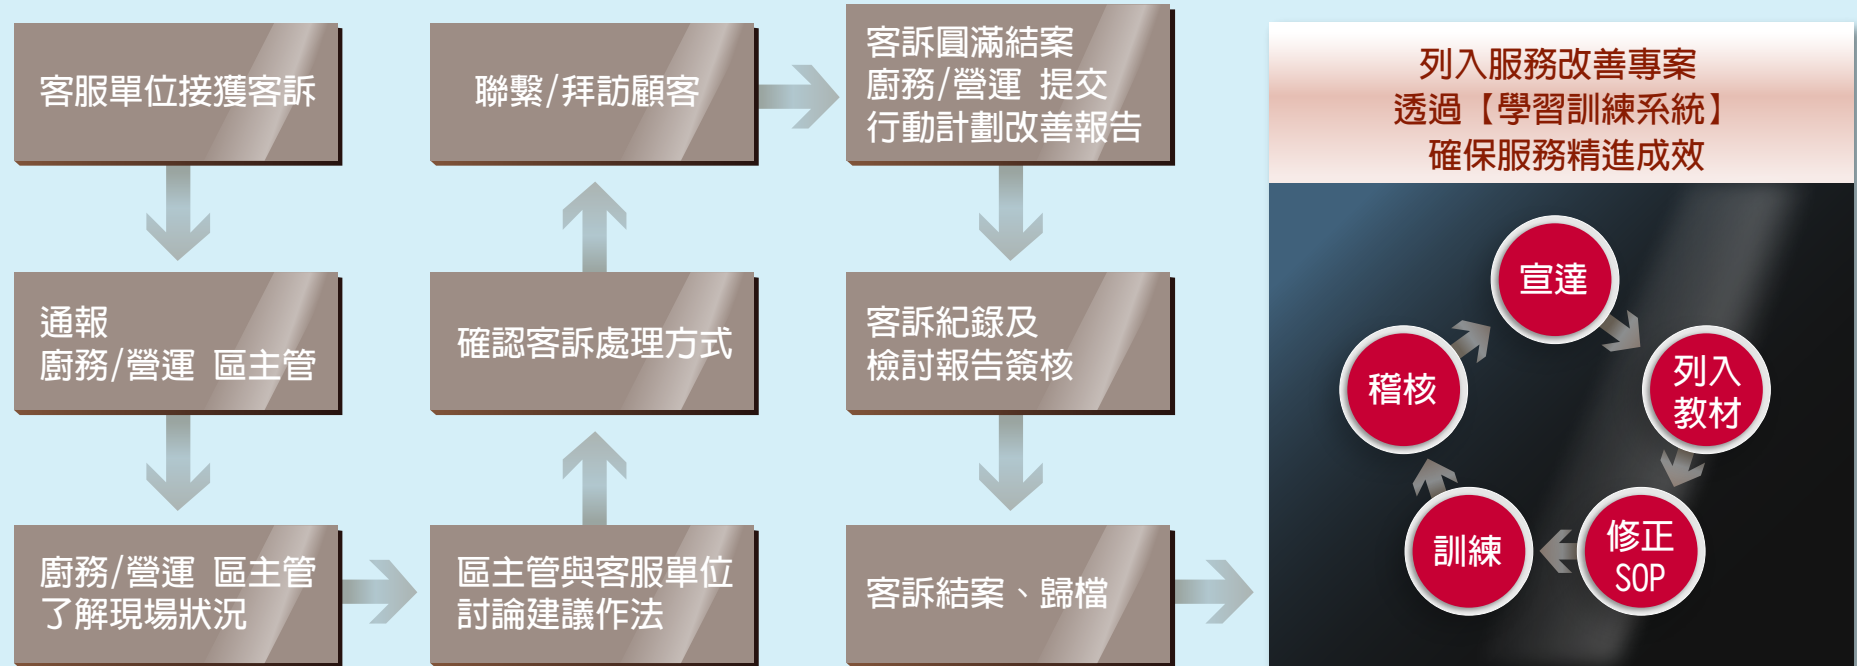 客服單位接獲客訴
通報
廚務/營運 區主管
廚務/營運 區主管
了解現場狀況
區主管與客服單位
討論建議作法
確認客訴處理方式
聯繫/拜訪顧客
客訴圓滿結案
廚務/營運 提交
行動計劃改善報告
客訴紀錄及
檢討報告簽核
客訴結案、歸檔
列入服務改善專案
透過【學習訓練系統】
確保服務精進成效
宣達
列入
教材
修正
SOP
訓練
稽核